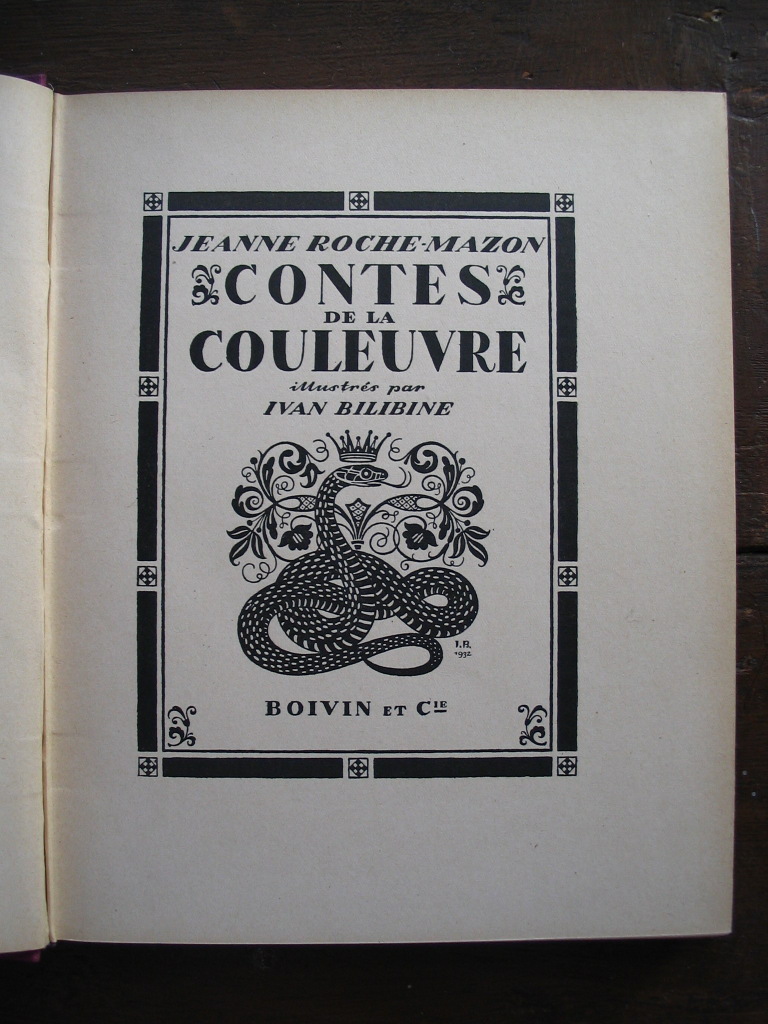 JEANNE ROCHE-MAZON
CONTES
DE LA
COULEUVRE
illustrés par
IVAN BILIBINE
I.B.
1932
BOIVIN ET CIE